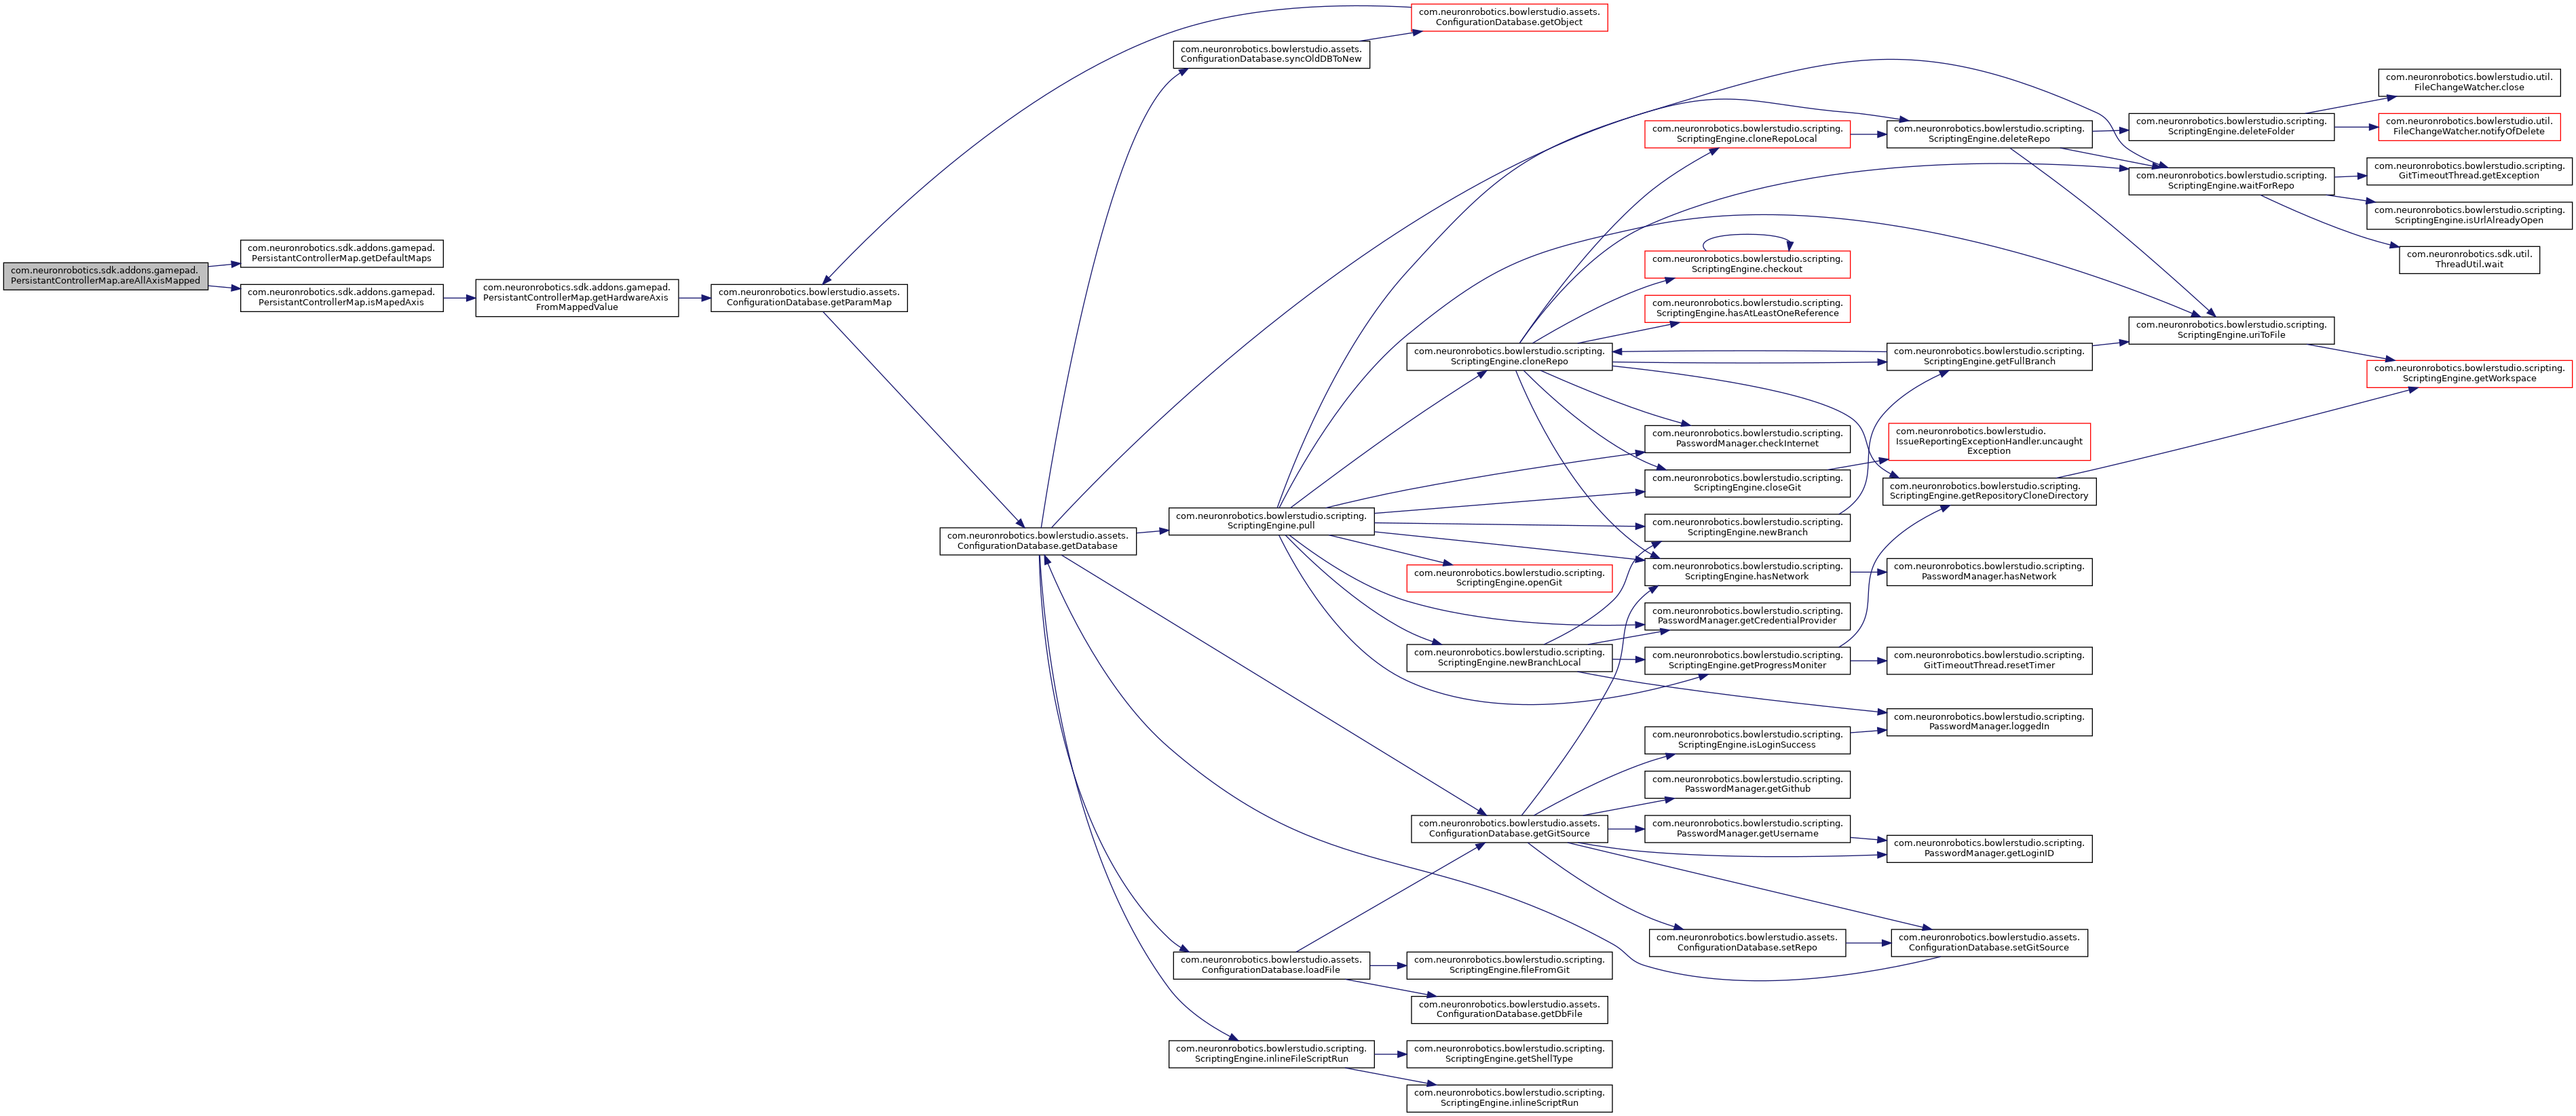 com.neuronrobotics.sdk.addons.gamepad.
PersistantControllerMap.areAllAxisMapped
com.neuronrobotics.sdk.addons.gamepad.
PersistantControllerMap.getDefaultMaps
com.neuronrobotics.sdk.addons.gamepad.
PersistantControllerMap.isMapedAxis
com.neuronrobotics.sdk.addons.gamepad.
PersistantControllerMap.getHardwareAxis
FromMappedValue
com.neuronrobotics.bowlerstudio.assets.
ConfigurationDatabase.getParamMap
com.neuronrobotics.bowlerstudio.assets.
ConfigurationDatabase.getDatabase
com.neuronrobotics.bowlerstudio.assets.
ConfigurationDatabase.syncOldDBToNew
com.neuronrobotics.bowlerstudio.scripting.
ScriptingEngine.pull
com.neuronrobotics.bowlerstudio.assets.
ConfigurationDatabase.loadFile
com.neuronrobotics.bowlerstudio.scripting.
ScriptingEngine.inlineFileScriptRun
com.neuronrobotics.bowlerstudio.assets.
ConfigurationDatabase.getObject
com.neuronrobotics.bowlerstudio.scripting.
ScriptingEngine.cloneRepo
com.neuronrobotics.bowlerstudio.scripting.
ScriptingEngine.openGit
com.neuronrobotics.bowlerstudio.scripting.
ScriptingEngine.newBranchLocal
com.neuronrobotics.bowlerstudio.assets.
ConfigurationDatabase.getGitSource
com.neuronrobotics.bowlerstudio.scripting.
ScriptingEngine.fileFromGit
com.neuronrobotics.bowlerstudio.assets.
ConfigurationDatabase.getDbFile
com.neuronrobotics.bowlerstudio.scripting.
ScriptingEngine.getShellType
com.neuronrobotics.bowlerstudio.scripting.
ScriptingEngine.inlineScriptRun
com.neuronrobotics.bowlerstudio.scripting.
ScriptingEngine.cloneRepoLocal
com.neuronrobotics.bowlerstudio.scripting.
ScriptingEngine.checkout
com.neuronrobotics.bowlerstudio.scripting.
ScriptingEngine.hasAtLeastOneReference
com.neuronrobotics.bowlerstudio.scripting.
PasswordManager.checkInternet
com.neuronrobotics.bowlerstudio.scripting.
ScriptingEngine.closeGit
com.neuronrobotics.bowlerstudio.scripting.
ScriptingEngine.newBranch
com.neuronrobotics.bowlerstudio.scripting.
ScriptingEngine.hasNetwork
com.neuronrobotics.bowlerstudio.scripting.
PasswordManager.getCredentialProvider
com.neuronrobotics.bowlerstudio.scripting.
ScriptingEngine.getProgressMoniter
com.neuronrobotics.bowlerstudio.scripting.
ScriptingEngine.isLoginSuccess
com.neuronrobotics.bowlerstudio.scripting.
PasswordManager.getGithub
com.neuronrobotics.bowlerstudio.scripting.
PasswordManager.getUsername
com.neuronrobotics.bowlerstudio.assets.
ConfigurationDatabase.setRepo
com.neuronrobotics.bowlerstudio.scripting.
ScriptingEngine.deleteRepo
com.neuronrobotics.bowlerstudio.scripting.
ScriptingEngine.getFullBranch
com.neuronrobotics.bowlerstudio.
IssueReportingExceptionHandler.uncaught
Exception
com.neuronrobotics.bowlerstudio.scripting.
ScriptingEngine.getRepositoryCloneDirectory
com.neuronrobotics.bowlerstudio.scripting.
PasswordManager.hasNetwork
com.neuronrobotics.bowlerstudio.scripting.
GitTimeoutThread.resetTimer
com.neuronrobotics.bowlerstudio.scripting.
PasswordManager.loggedIn
com.neuronrobotics.bowlerstudio.scripting.
PasswordManager.getLoginID
com.neuronrobotics.bowlerstudio.assets.
ConfigurationDatabase.setGitSource
com.neuronrobotics.bowlerstudio.scripting.
ScriptingEngine.deleteFolder
com.neuronrobotics.bowlerstudio.scripting.
ScriptingEngine.waitForRepo
com.neuronrobotics.bowlerstudio.scripting.
ScriptingEngine.uriToFile
com.neuronrobotics.bowlerstudio.util.
FileChangeWatcher.close
com.neuronrobotics.bowlerstudio.util.
FileChangeWatcher.notifyOfDelete
com.neuronrobotics.bowlerstudio.scripting.
GitTimeoutThread.getException
com.neuronrobotics.bowlerstudio.scripting.
ScriptingEngine.isUrlAlreadyOpen
com.neuronrobotics.sdk.util.
ThreadUtil.wait
com.neuronrobotics.bowlerstudio.scripting.
ScriptingEngine.getWorkspace